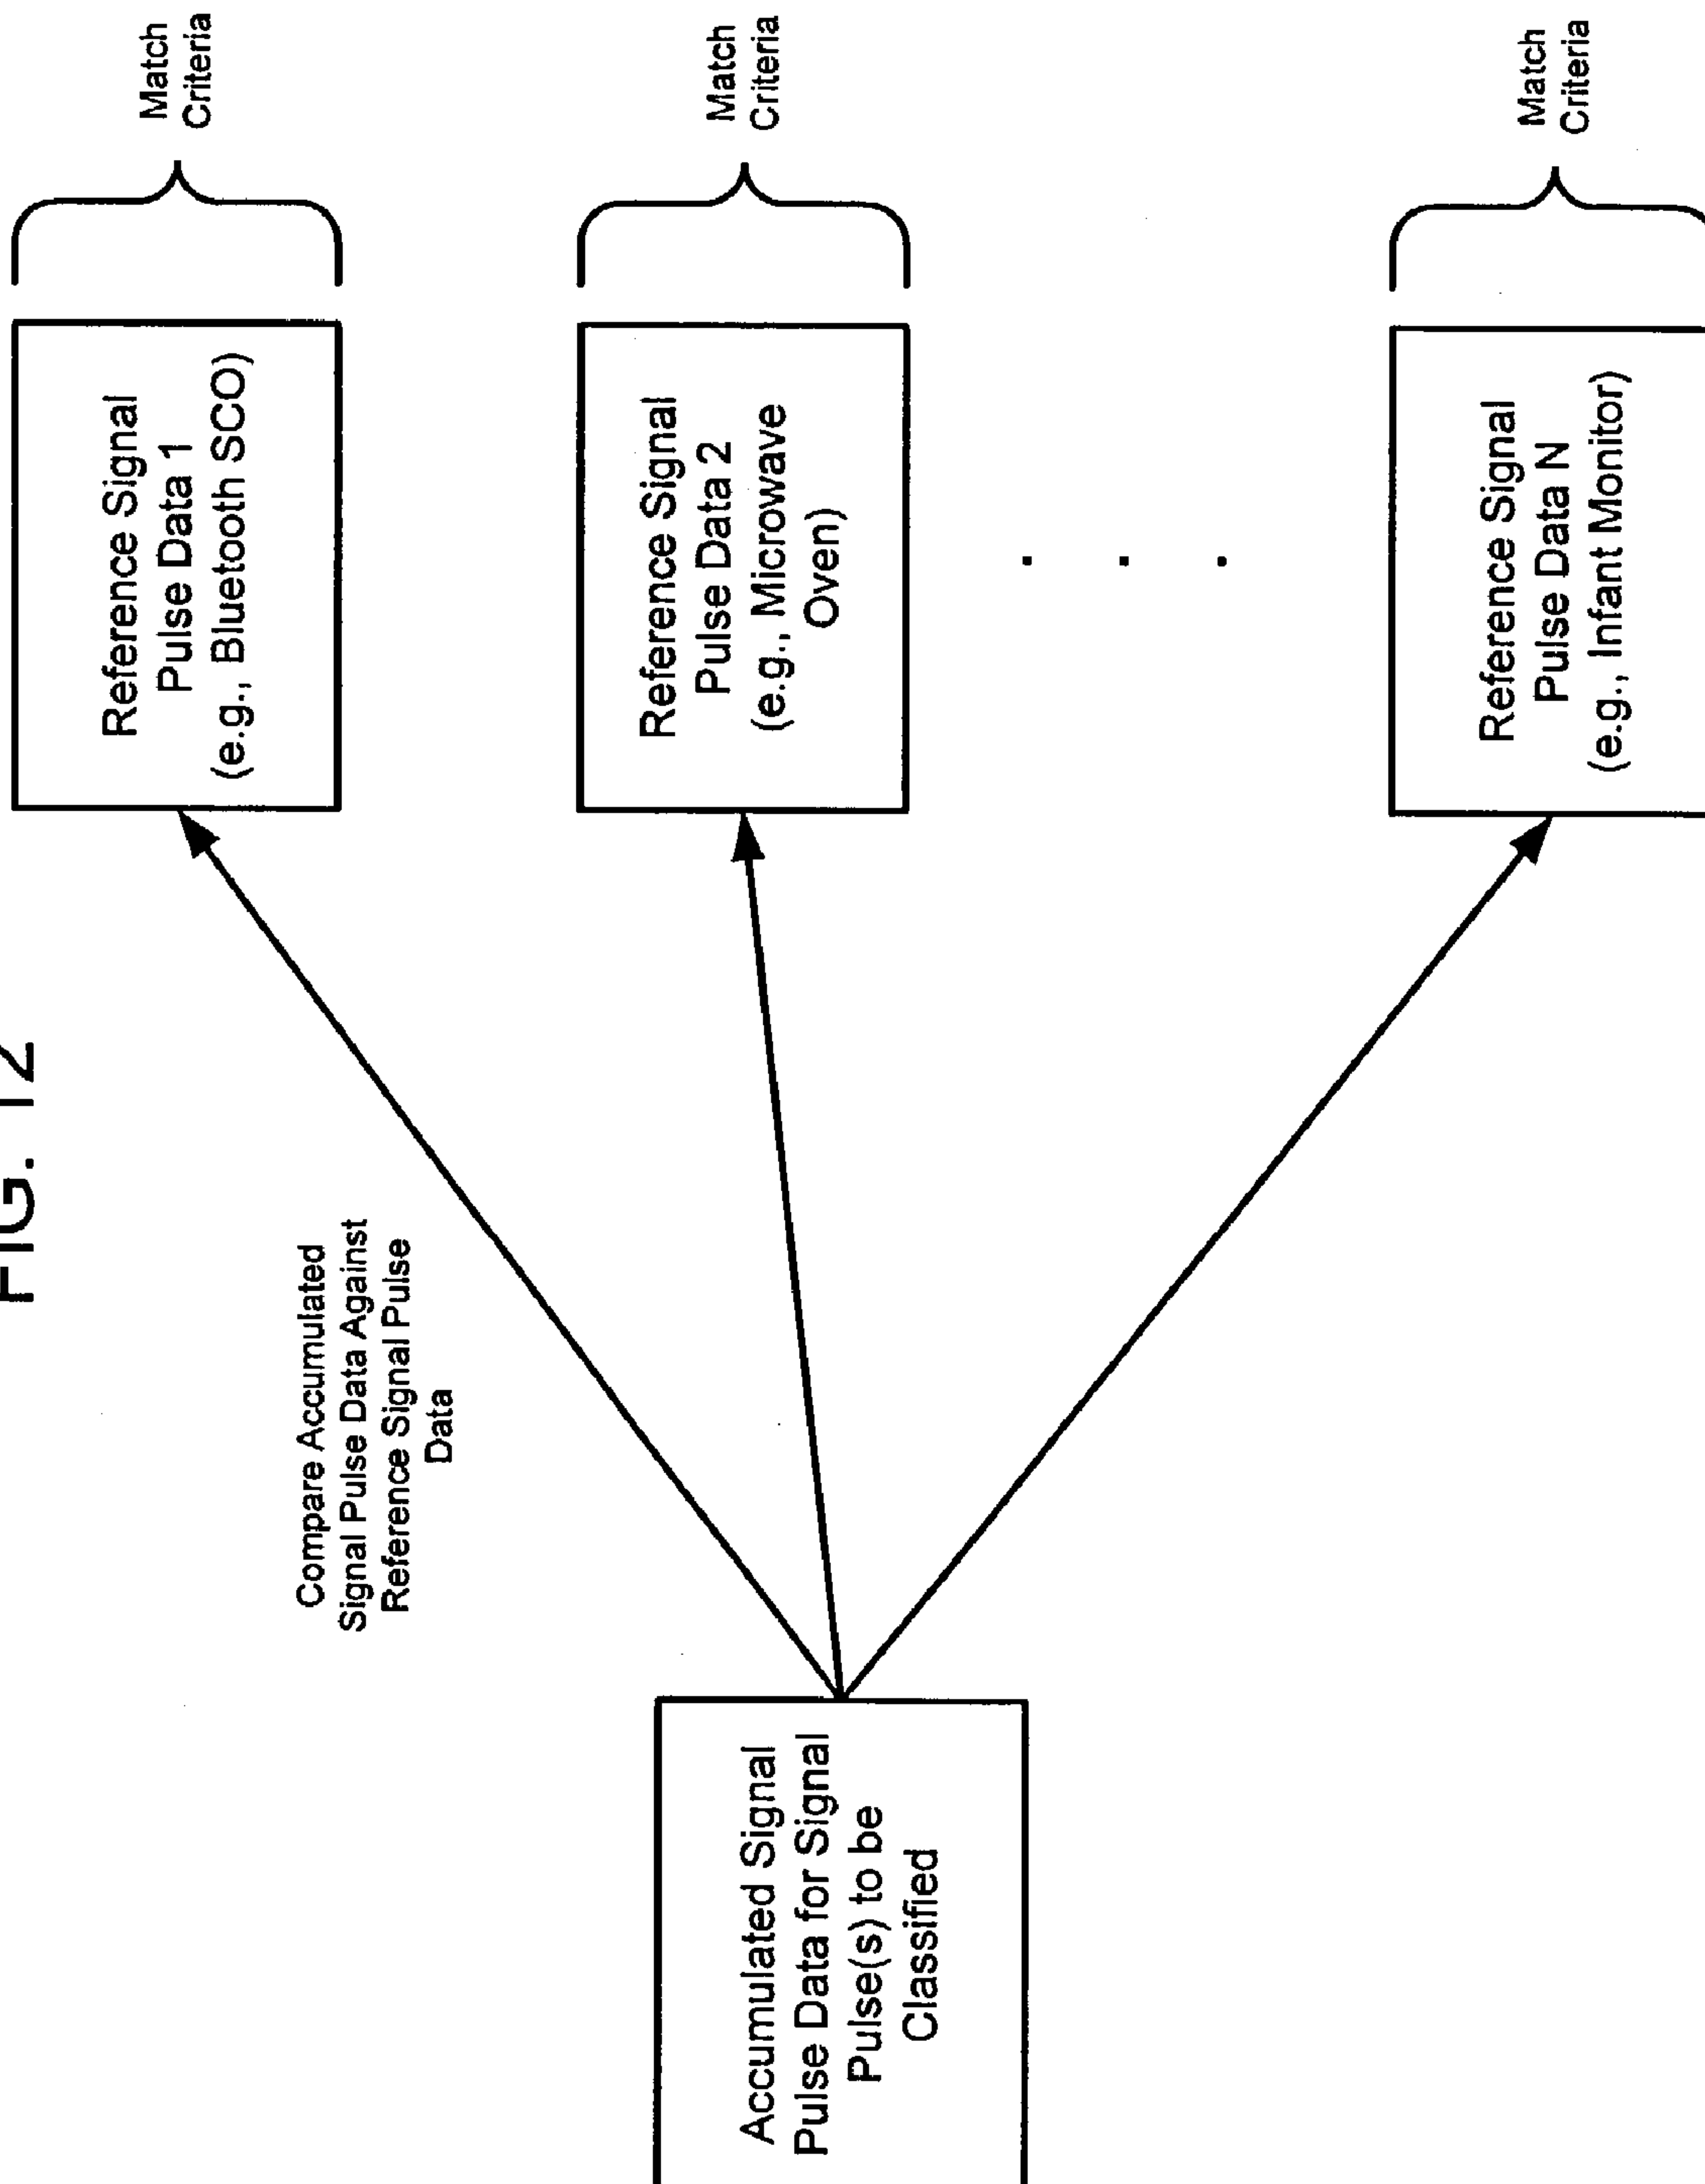 FIG. 12
Compare Accumulated
Signal Pulse Data Against
Reference Signal Pulse
Data
Accumulated Signal
Pulse Data for Signal
Pulse(s) to be
Classified
Reference Signal
Pulse Data 1
(e.g., Bluetooth SCO)
Match
Criteria
Reference Signal
Pulse Data 2
(e.g., Microwave
Oven)
Match
Criteria
. . .
Reference Signal
Pulse Data N
(e.g., Infant Monitor)
Match
Criteria